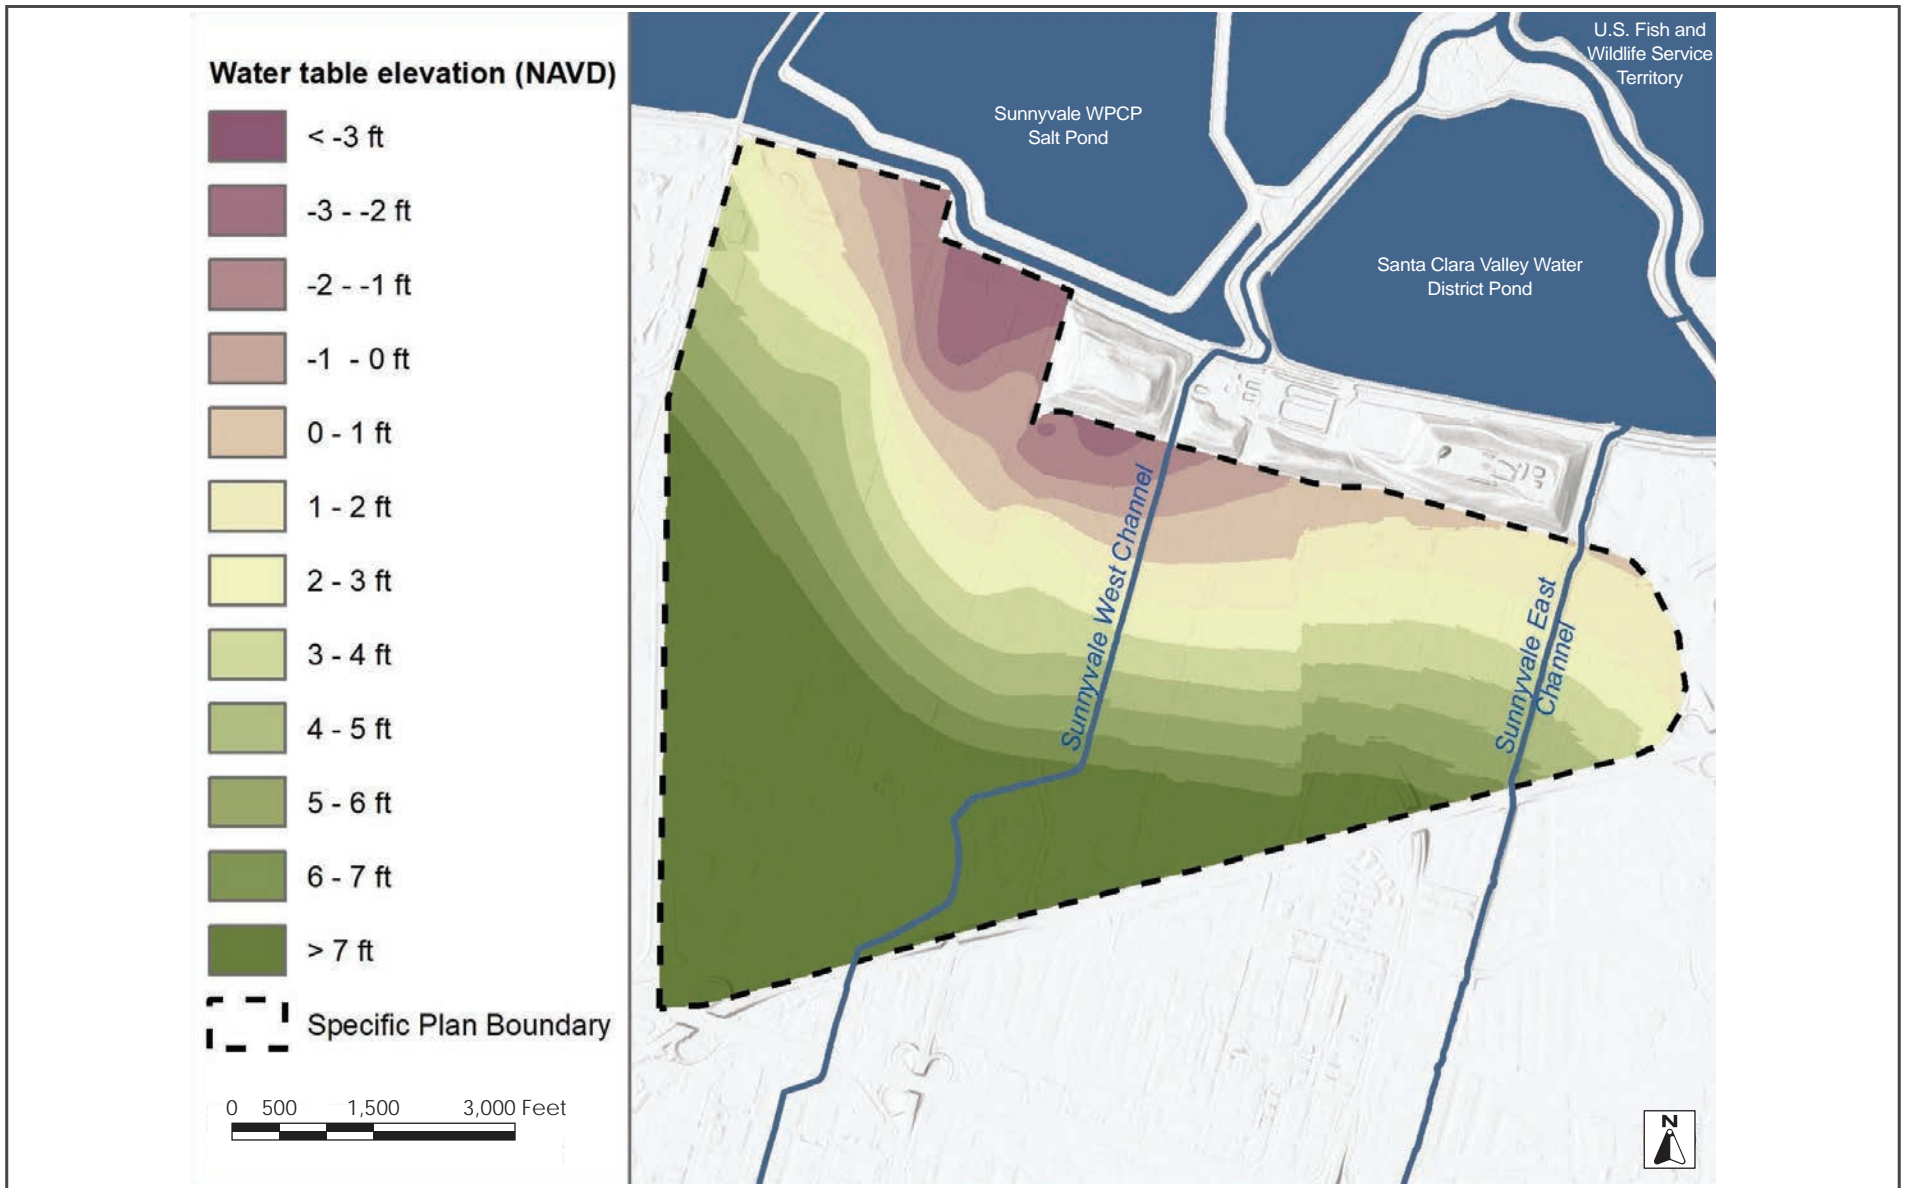 Water table elevation (NAVD)
< -3 ft
-3 - -2 ft
-2 - -1 ft
-1 - 0 ft
0 - 1 ft
1 - 2 ft
2 - 3 ft
3 - 4 ft
4 - 5 ft
5 - 6 ft
6 - 7 ft
> 7 ft
Specific Plan Boundary
0 500 1,500 3,000 Feet
U.S. Fish and
Wildlife Service
Territory
Sunnyvale WPCP
Salt Pond
Santa Clara Valley Water
District Pond
Sunnyvale West Channel
Sunnyvale East
Channel
N